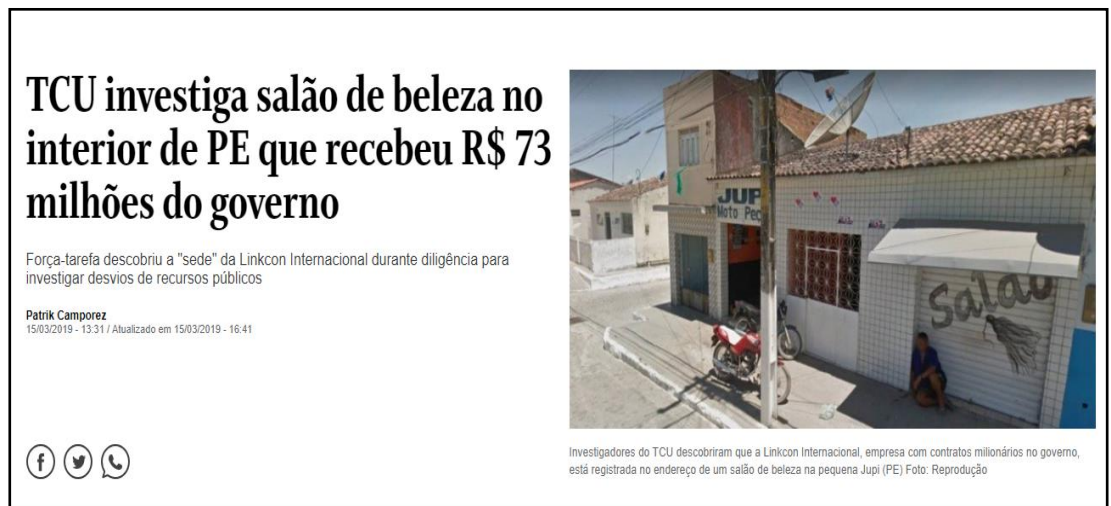 TCU investiga salão de beleza no
interior de PE que recebeu R$ 73
milhões do governo
Força-tarefa descobriu a "sede" da Linkcon Internacional durante diligência para
investigar desvios de recursos públicos
Patrik Camporez
15/03/2019 - 13:31 / Atualizado em 15/03/2019 - 16:41
JUP
Moto Peç
Salão
Investigadores do TCU descobriram que a Linkcon Internacional, empresa com contratos milionários no governo,
está registrada no endereço de um salão de beleza na pequena Jupi (PE) Foto: Reprodução